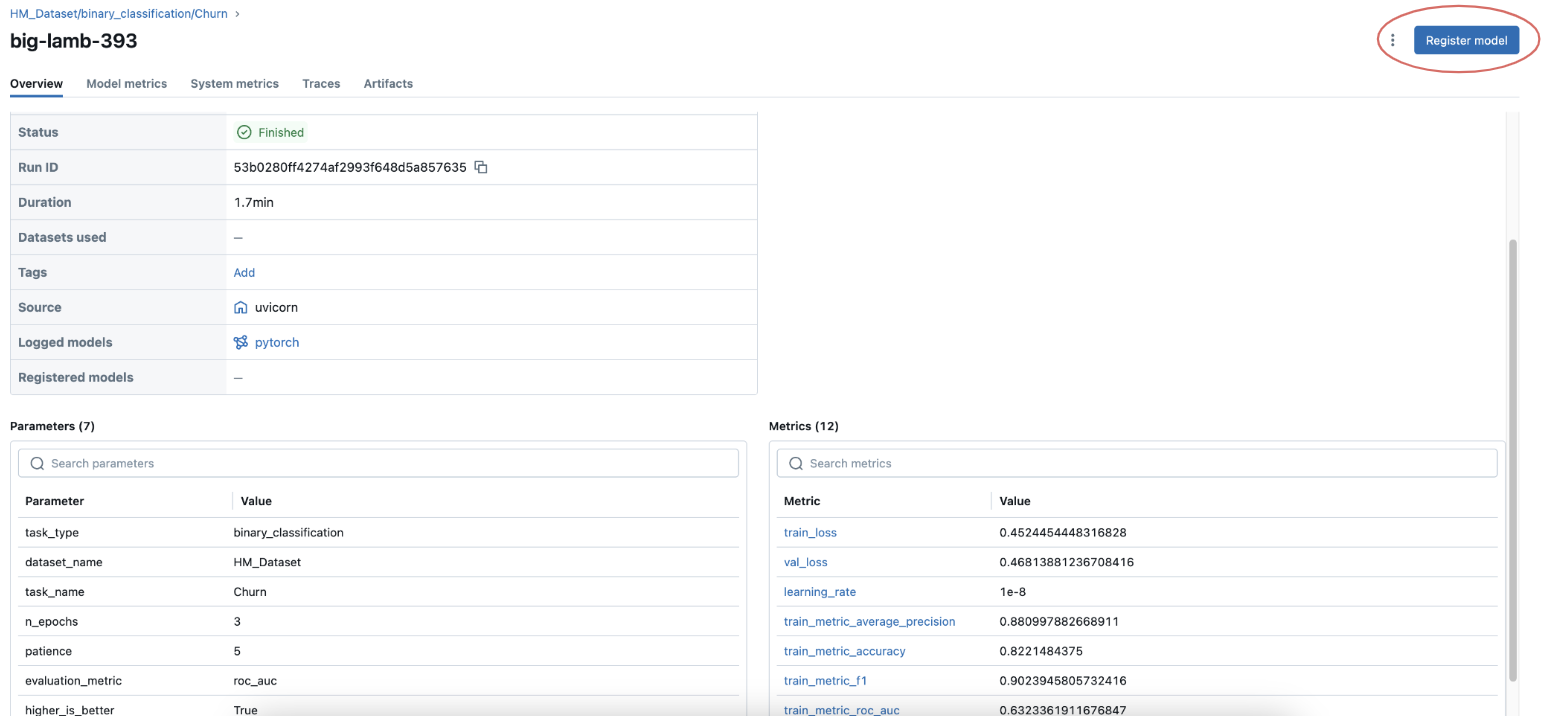 HM_Dataset/binary_classification/Churn >
big-lamb-393
Register model
Overview Model metrics System metrics Traces Artifacts
Status Finished
Run ID 53b0280ff4274af2993f648d5a857635
Duration 1.7min
Datasets used —
Tags Add
Source uvicorn
Logged models pytorch
Registered models —
Parameters (7)
Search parameters
Parameter Value
task_type binary_classification
dataset_name HM_Dataset
task_name Churn
n_epochs 3
patience 5
evaluation_metric roc_auc
higher_is_better True
Metrics (12)
Search metrics
Metric Value
train_loss 0.4524454448316828
val_loss 0.46813881236708416
learning_rate 1e-8
train_metric_average_precision 0.880997882668911
train_metric_accuracy 0.8221484375
train_metric_f1 0.9023945805732416
train_metric_roc_auc 0.6323361911676847